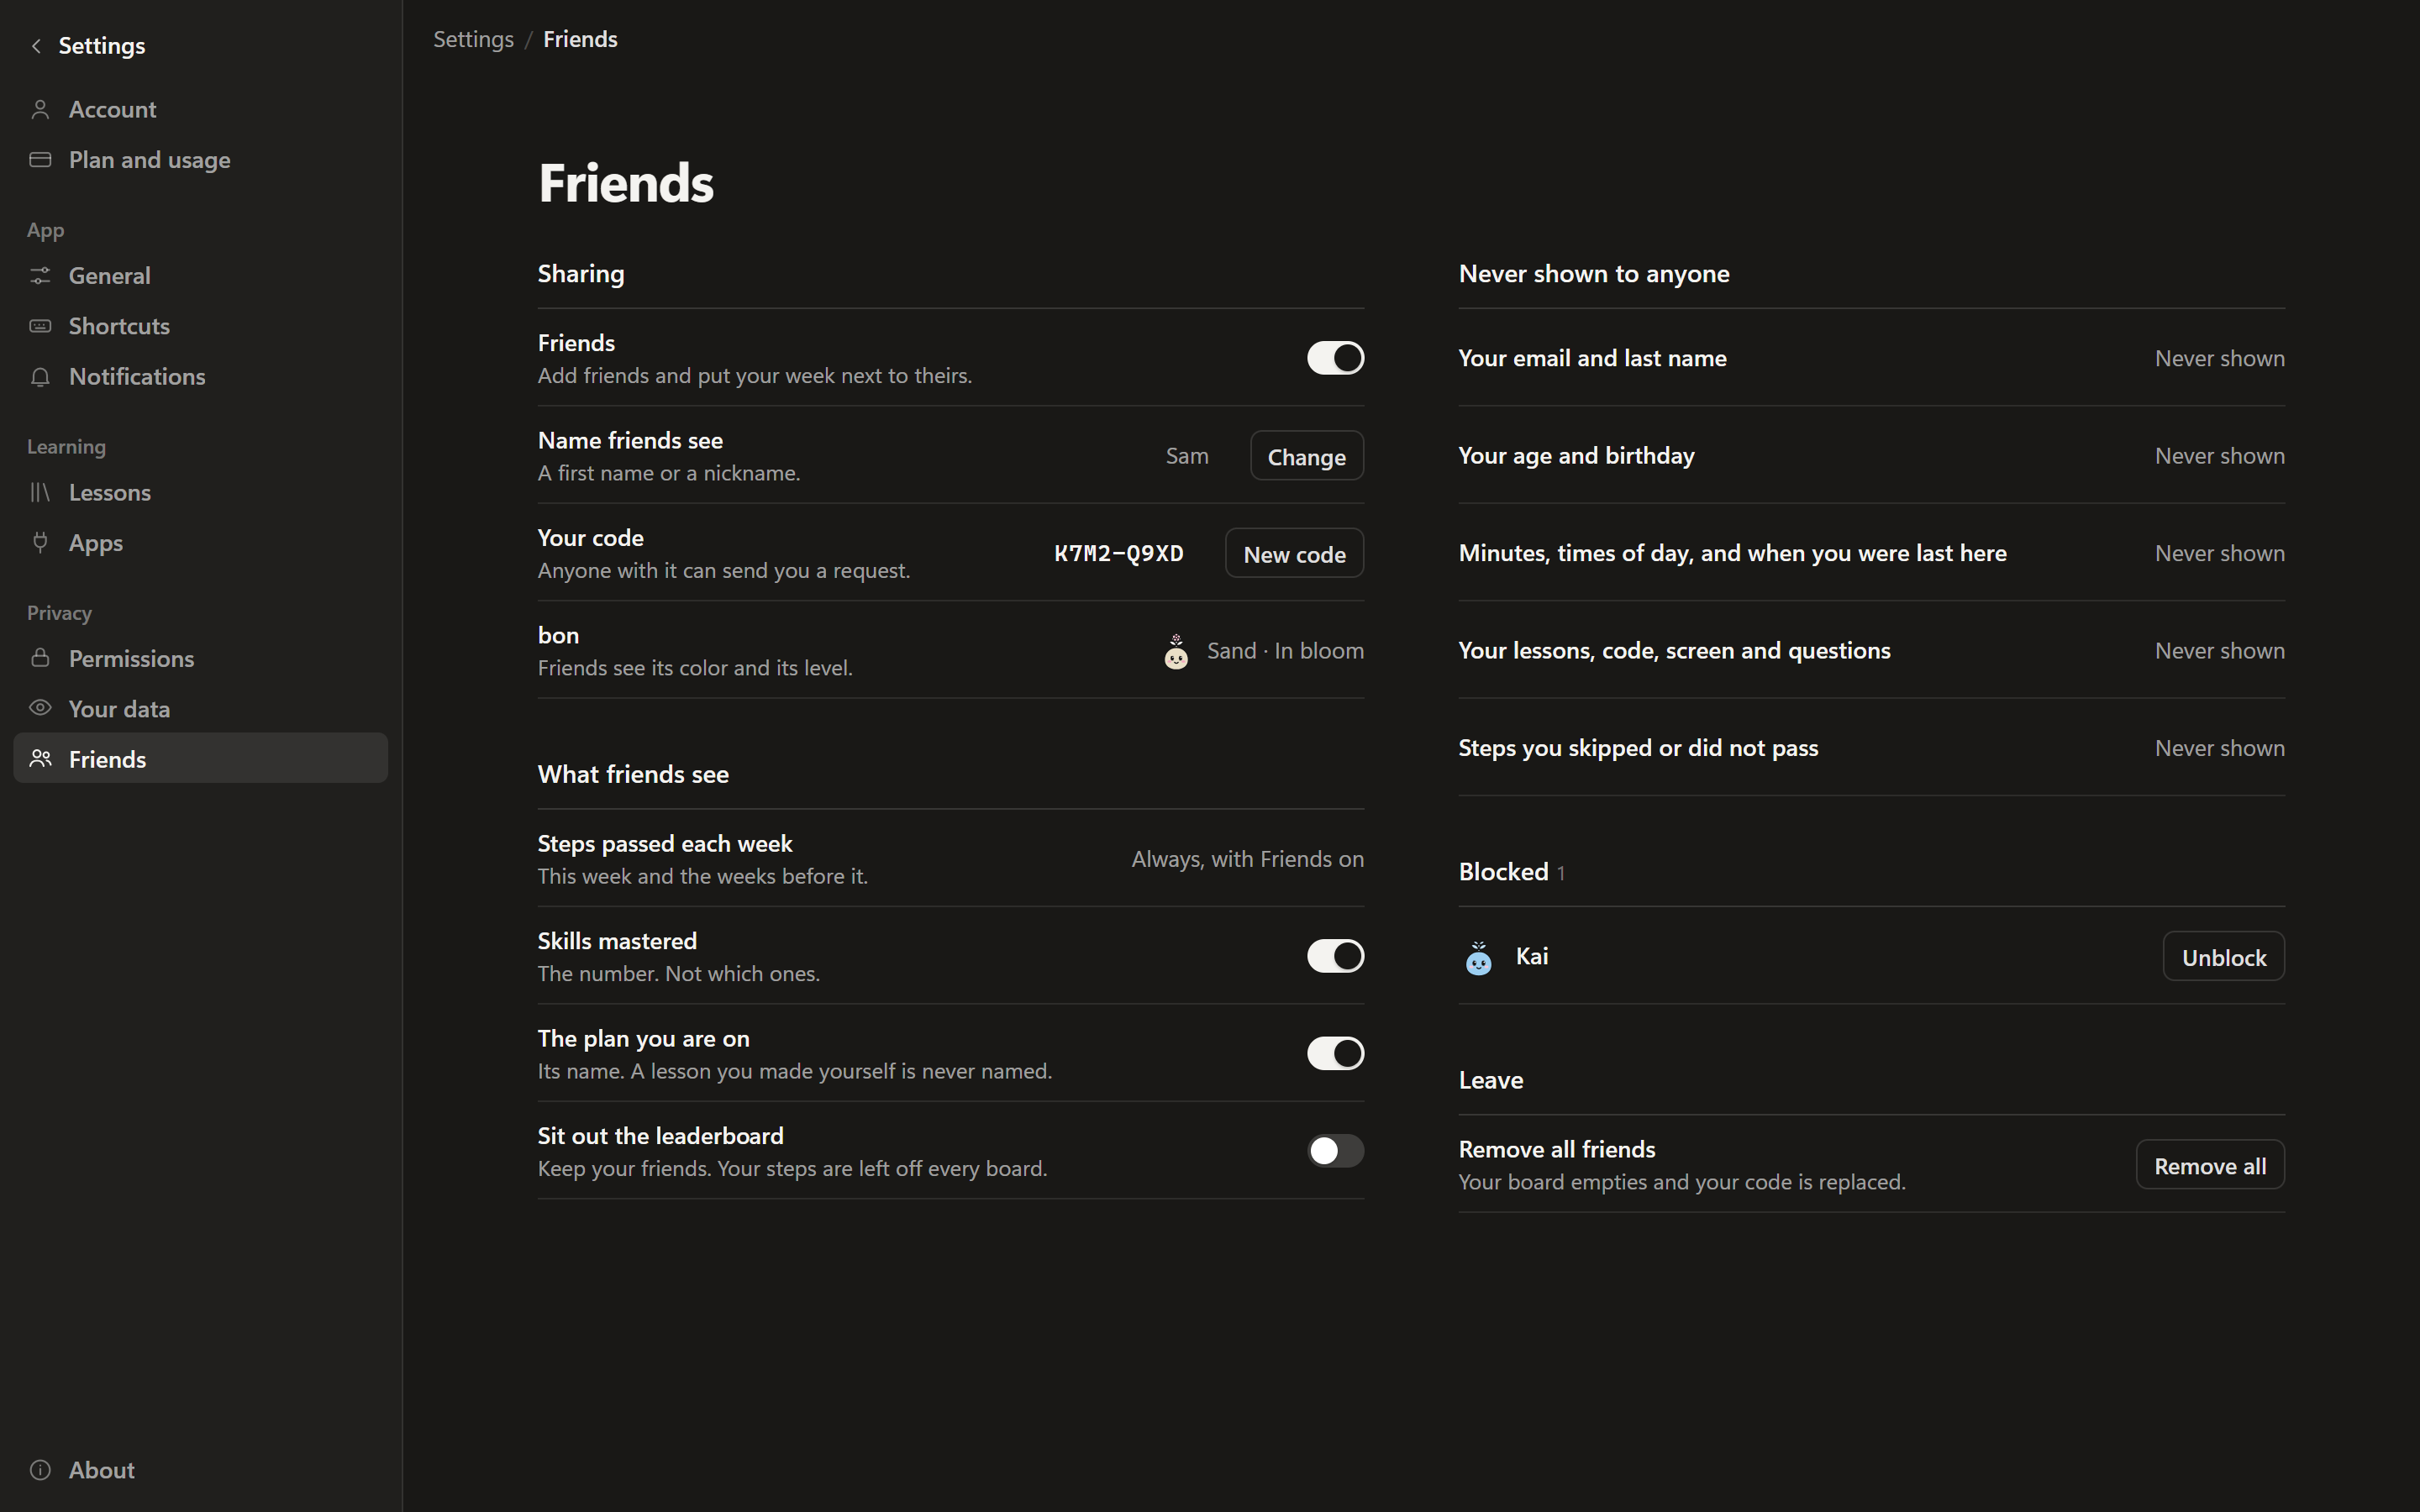 Settings
Account
Plan and usage
App
General
Shortcuts
Notifications
Learning
Lessons
Apps
Privacy
Permissions
Your data
Friends
About
Settings / Friends
Friends
Sharing
Friends
Add friends and put your week next to theirs.
Name friends see
A first name or a nickname.
Sam
Change
Your code
Anyone with it can send you a request.
K7M2-Q9XD
New code
bon
Friends see its color and its level.
Sand · In bloom
What friends see
Steps passed each week
This week and the weeks before it.
Always, with Friends on
Skills mastered
The number. Not which ones.
The plan you are on
Its name. A lesson you made yourself is never named.
Sit out the leaderboard
Keep your friends. Your steps are left off every board.
Never shown to anyone
Your email and last name
Never shown
Your age and birthday
Never shown
Minutes, times of day, and when you were last here
Never shown
Your lessons, code, screen and questions
Never shown
Steps you skipped or did not pass
Never shown
Blocked 1
Kai
Unblock
Leave
Remove all friends
Your board empties and your code is replaced.
Remove all